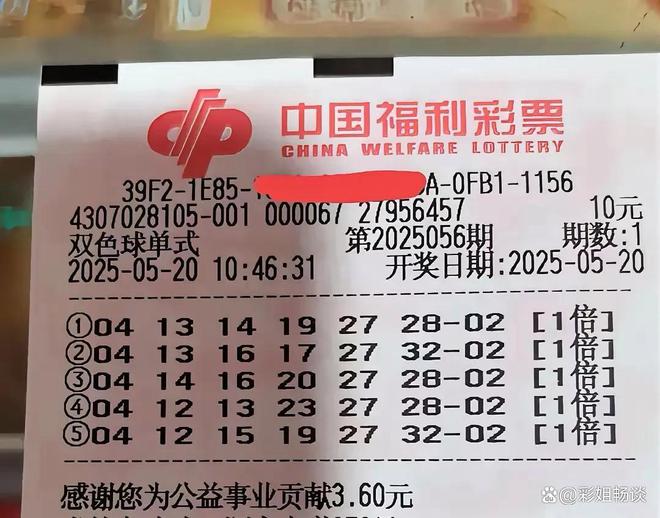 中国福利彩票
CHINA WELFARE LOTTERY
39F2-1E85-1 A-0FB1-1156
4307028105-001 000067 27956457 10元
双色球单式 第2025056期 期数:1
2025-05-20 10:46:31 开奖日期:2025-05-20
①04 13 14 19 27 28-02 [1倍]
②04 13 16 17 27 32-02 [1倍]
③04 14 16 20 27 28-02 [1倍]
④04 12 13 23 27 28-02 [1倍]
⑤04 12 15 19 27 32-02 [1倍]
感谢您为公益事业贡献3.60元
@彩姐畅谈